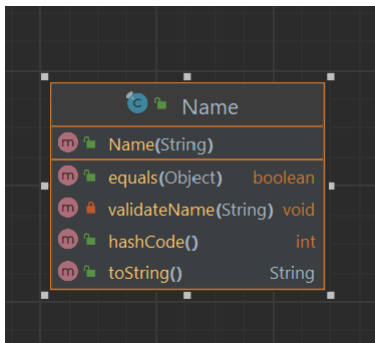 Name
Name(String)
equals(Object) boolean
validateName(String) void
hashCode() int
toString() String